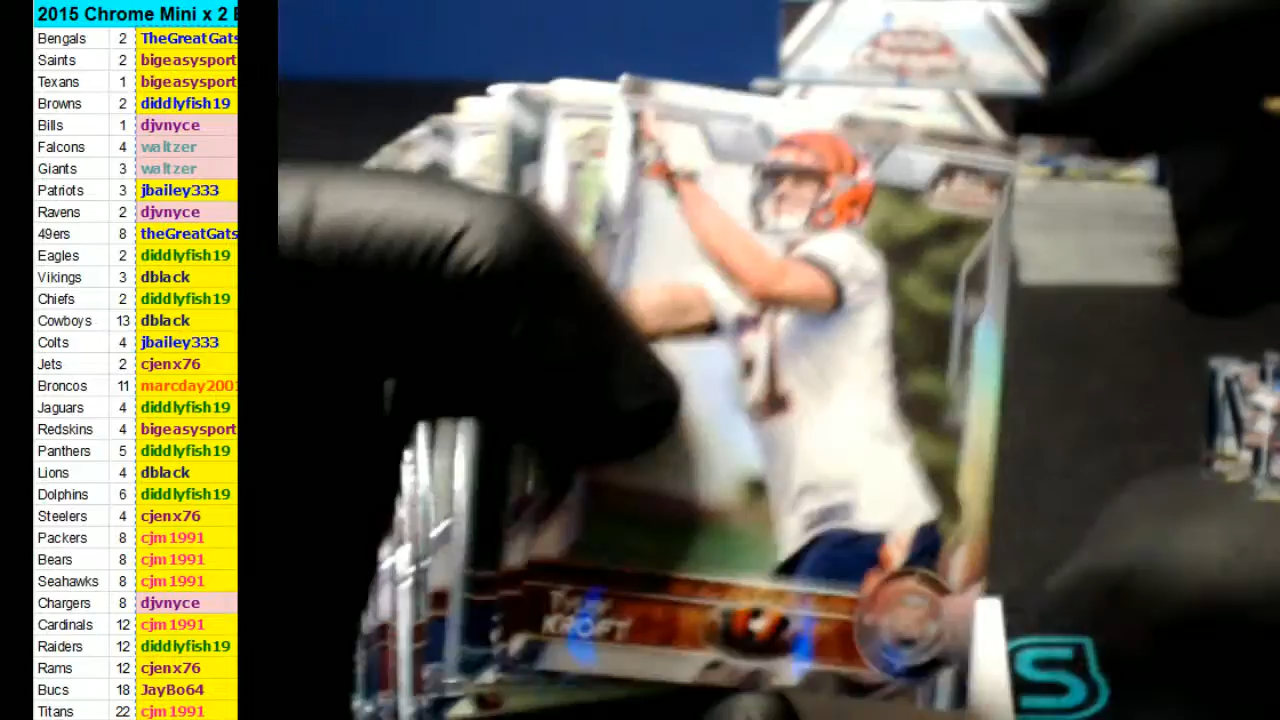 2015 Chrome Mini x 2 B
Bengals 2 TheGreatGats
Saints 2 bigeasysport
Texans 1 bigeasysport
Browns 2 diddlyfish19
Bills 1 djvnyce
Falcons 4 waltzer
Giants 3 waltzer
Patriots 3 jbailey333
Ravens 2 djvnyce
49ers 8 theGreatGats
Eagles 2 diddlyfish19
Vikings 3 dblack
Chiefs 2 diddlyfish19
Cowboys 13 dblack
Colts 4 jbailey333
Jets 2 cjenx76
Broncos 11 marcday2001
Jaguars 4 diddlyfish19
Redskins 4 bigeasysport
Panthers 5 diddlyfish19
Lions 4 dblack
Dolphins 6 diddlyfish19
Steelers 4 cjenx76
Packers 8 cjm1991
Bears 8 cjm1991
Seahawks 8 cjm1991
Chargers 8 djvnyce
Cardinals 12 cjm1991
Raiders 12 diddlyfish19
Rams 12 cjenx76
Bucs 18 JayBo64
Titans 22 cjm1991
KROFT
S